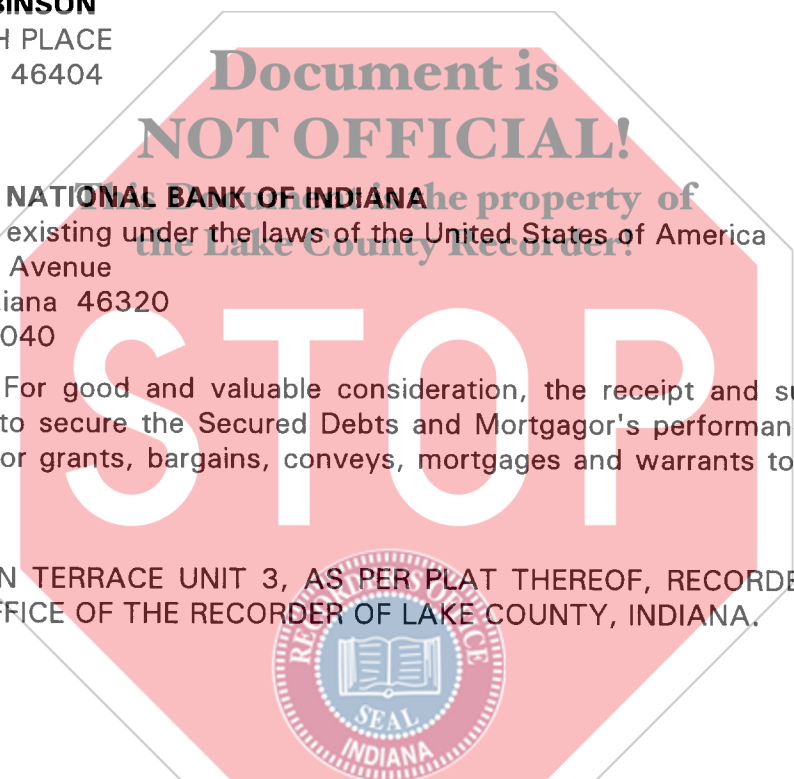 BINSON
H PLACE
46404
Document is
NOT OFFICIAL!
NATIONAL BANK OF INDIANA
This Document is the property of
existing under the laws of the United States of America
the Lake County Recorder!
Avenue
iana 46320
040
STOP
For good and valuable consideration, the receipt and su
to secure the Secured Debts and Mortgagor's performan
or grants, bargains, conveys, mortgages and warrants to
N TERRACE UNIT 3, AS PER PLAT THEREOF, RECORDE
FFICE OF THE RECORDER OF LAKE COUNTY, INDIANA.
RECORDER'S OFFICE
SEAL
INDIANA